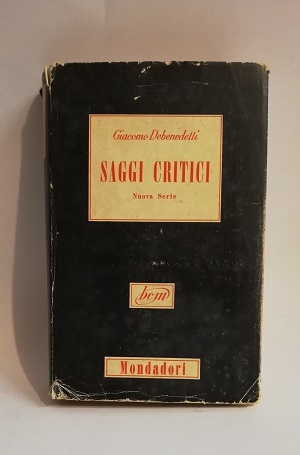 Giacomo Debenedetti
SAGGI CRITICI
Nuova Serie
bcm
Mondadori